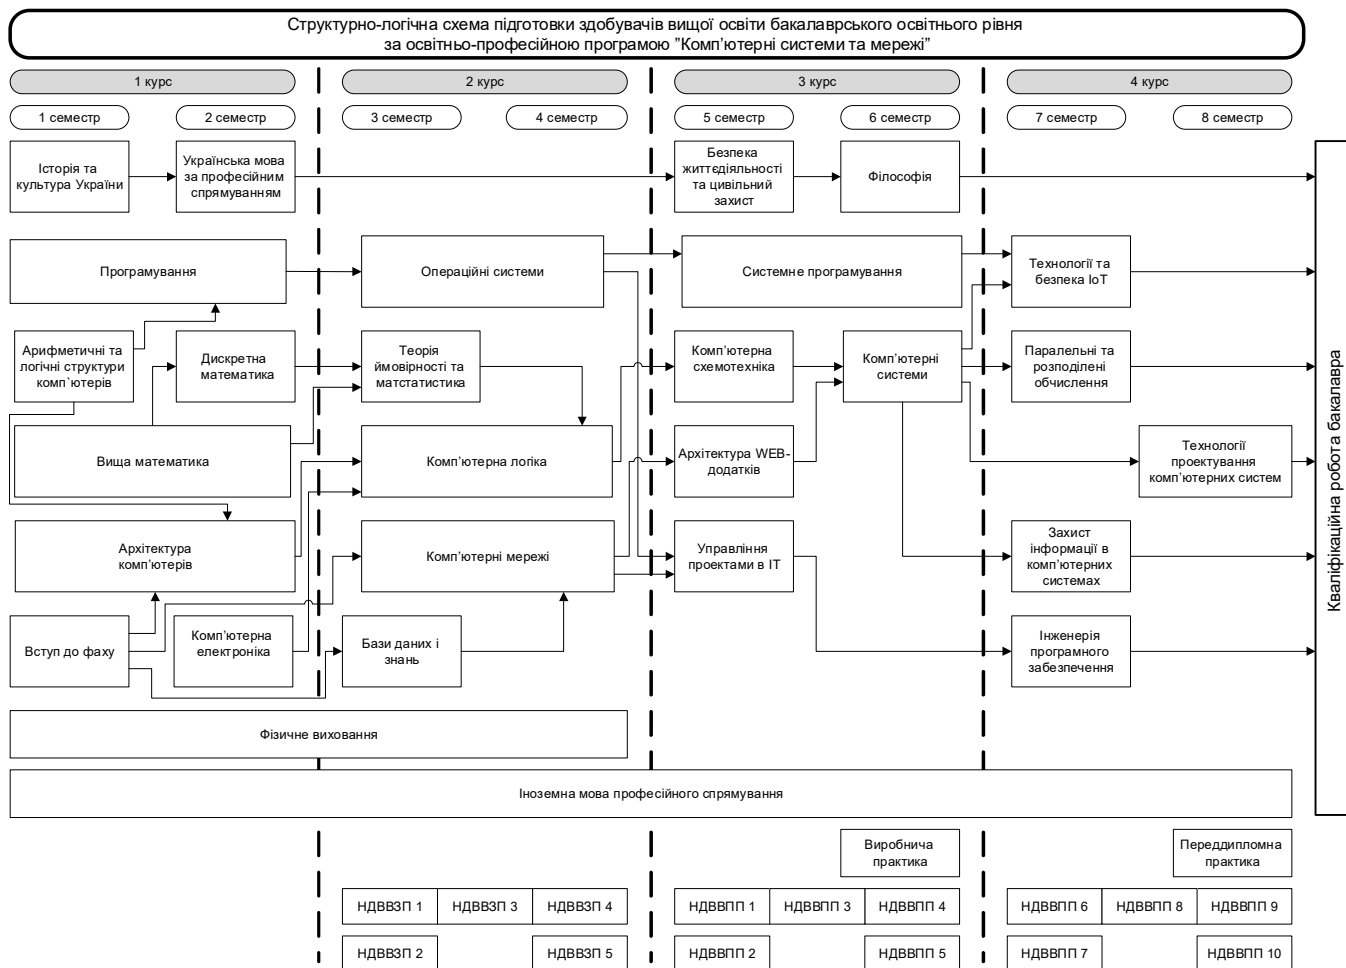 Структурно-логічна схема підготовки здобувачів вищої освіти бакалаврського освітнього рівня
за освітньо-професійною програмою ”Комп’ютерні системи та мережі”
1 курс
2 курс
3 курс
4 курс
1 семестр
2 семестр
3 семестр
4 семестр
5 семестр
6 семестр
7 семестр
8 семестр
Історія та
культура України
Українська мова
за професійним
спрямуванням
Безпека
життєдіяльності
та цивільний
захист
Філософія
Програмування
Операційні системи
Системне програмування
Технології та
безпека IoT
Арифметичні та
логічні структури
комп`ютерів
Дискретна
математика
Теорія
ймовірності та
матстатистика
Комп’ютерна
схемотехніка
Комп’ютерні
системи
Паралельні та
розподілені
обчислення
Вища математика
Комп’ютерна логіка
Архітектура WEB-
додатків
Технології
проектування
комп’ютерних систем
Архітектура
комп’ютерів
Комп’ютерні мережі
Управління
проектами в ІТ
Захист
інформації в
комп’ютерних
системах
Вступ до фаху
Комп’ютерна
електроніка
Бази даних і
знань
Інженерія
програмного
забезпечення
Кваліфікаційна робота бакалавра
Фізичне виховання
Іноземна мова професійного спрямування
Виробнича
практика
Переддипломна
практика
НДВВЗП 1
НДВВЗП 3
НДВВЗП 4
НДВВПП 1
НДВВПП 3
НДВВПП 4
НДВВПП 6
НДВВПП 8
НДВВПП 9
НДВВЗП 2
НДВВЗП 5
НДВВПП 2
НДВВПП 5
НДВВПП 7
НДВВПП 10